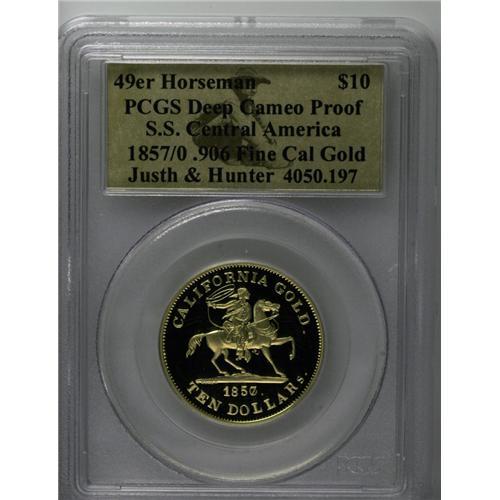 49er Horseman $10
PCGS Deep Cameo Proof
S.S. Central America
1857/0 .906 Fine Cal Gold
Justh & Hunter 4050.197
CALIFORNIA GOLD.
1857.
TEN DOLLARS.
PCGS